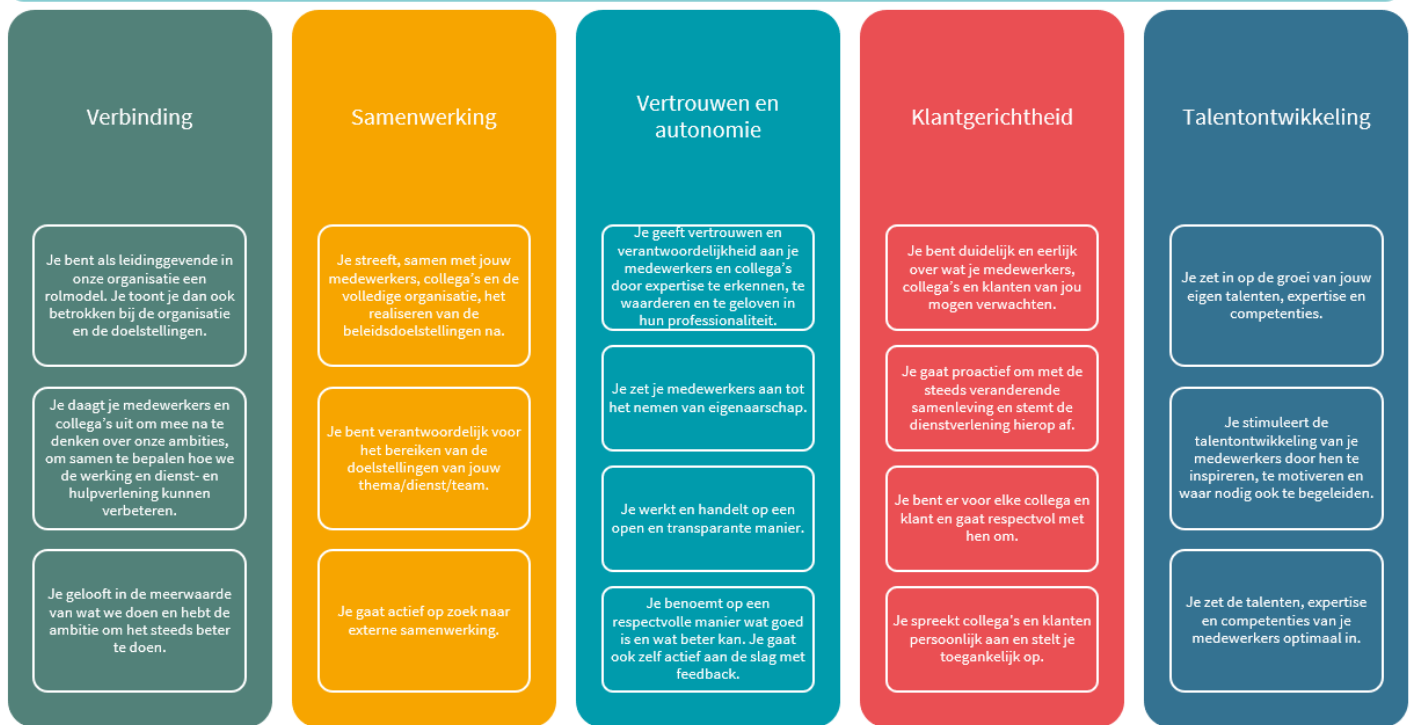 Verbinding
Je bent als leidinggevende in
onze organisatie een
rolmodel. Je toont je dan ook
betrokken bij de organisatie
en de doelstellingen.
Je daagt je medewerkers en
collega's uit om mee na te
denken over onze ambities,
om samen te bepalen hoe we
de werking en dienst- en
hulpverlening kunnen
verbeteren.
Je gelooft in de meerwaarde
van wat we doen en hebt de
ambitie om het steeds beter
te doen.
Samenwerking
Je streeft, samen met jouw
medewerkers, collega's en de
volledige organisatie, het
realiseren van de
beleidsdoelstellingen na.
Je bent verantwoordelijk voor
het bereiken van de
doelstellingen van jouw
thema/dienst/team.
Je gaat actief op zoek naar
externe samenwerking.
Vertrouwen en
autonomie
Je geeft vertrouwen en
verantwoordelijkheid aan je
medewerkers en collega's
door expertise te erkennen, te
waarderen en te geloven in
hun professionaliteit.
Je zet je medewerkers aan tot
het nemen van eigenaarschap.
Je werkt en handelt op een
open en transparante manier.
Je benoemt op een
respectvolle manier wat goed
is en wat beter kan. Je gaat
ook zelf actief aan de slag met
feedback.
Klantgerichtheid
Je bent duidelijk en eerlijk
over wat je medewerkers,
collega's en klanten van jou
mogen verwachten.
Je gaat proactief om met de
steeds veranderende
samenleving en stemt de
dienstverlening hierop af.
Je bent er voor elke collega en
klant en gaat respectvol met
hen om.
Je spreekt collega's en klanten
persoonlijk aan en stelt je
toegankelijk op.
Talentontwikkeling
Je zet in op de groei van jouw
eigen talenten, expertise en
competenties.
Je stimuleert de
talentontwikkeling van je
medewerkers door hen te
inspireren, te motiveren en
waar nodig ook te begeleiden.
Je zet de talenten, expertise
en competenties van je
medewerkers optimaal in.